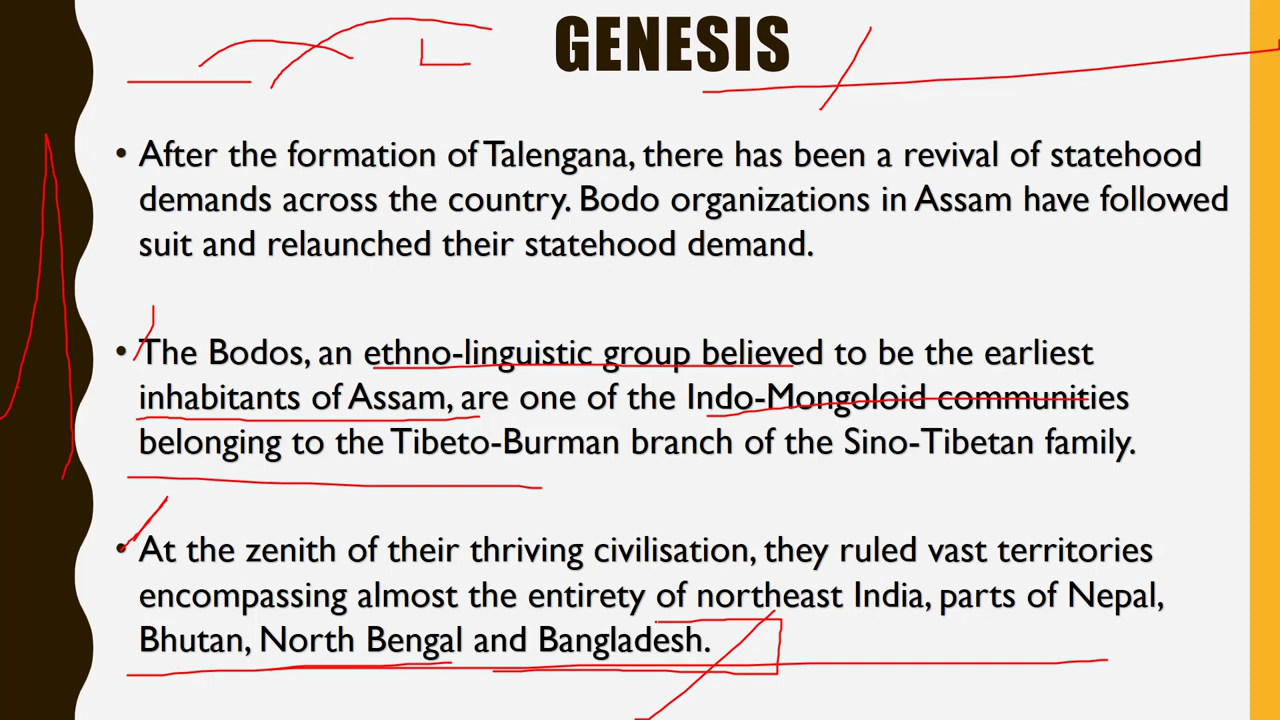 GENESIS
• After the formation of Talengana, there has been a revival of statehood
demands across the country. Bodo organizations in Assam have followed
suit and relaunched their statehood demand.
• The Bodos, an ethno-linguistic group believed to be the earliest
inhabitants of Assam, are one of the Indo-Mongoloid communities
belonging to the Tibeto-Burman branch of the Sino-Tibetan family.
• At the zenith of their thriving civilisation, they ruled vast territories
encompassing almost the entirety of northeast India, parts of Nepal,
Bhutan, North Bengal and Bangladesh.